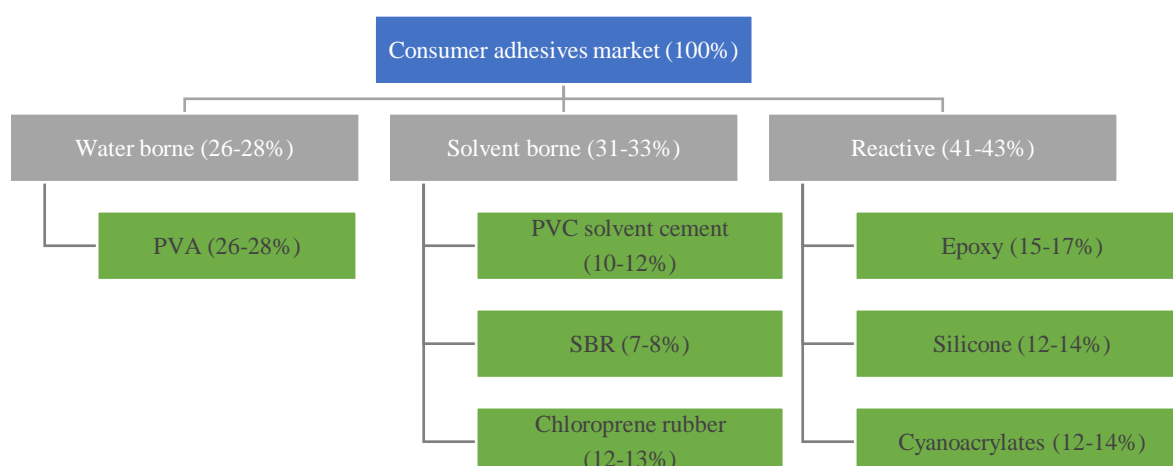 Consumer adhesives market (100%)
Water borne (26-28%)
Solvent borne (31-33%)
Reactive (41-43%)
PVA (26-28%)
PVC solvent cement
(10-12%)
Epoxy (15-17%)
SBR (7-8%)
Silicone (12-14%)
Chloroprene rubber
(12-13%)
Cyanoacrylates (12-14%)